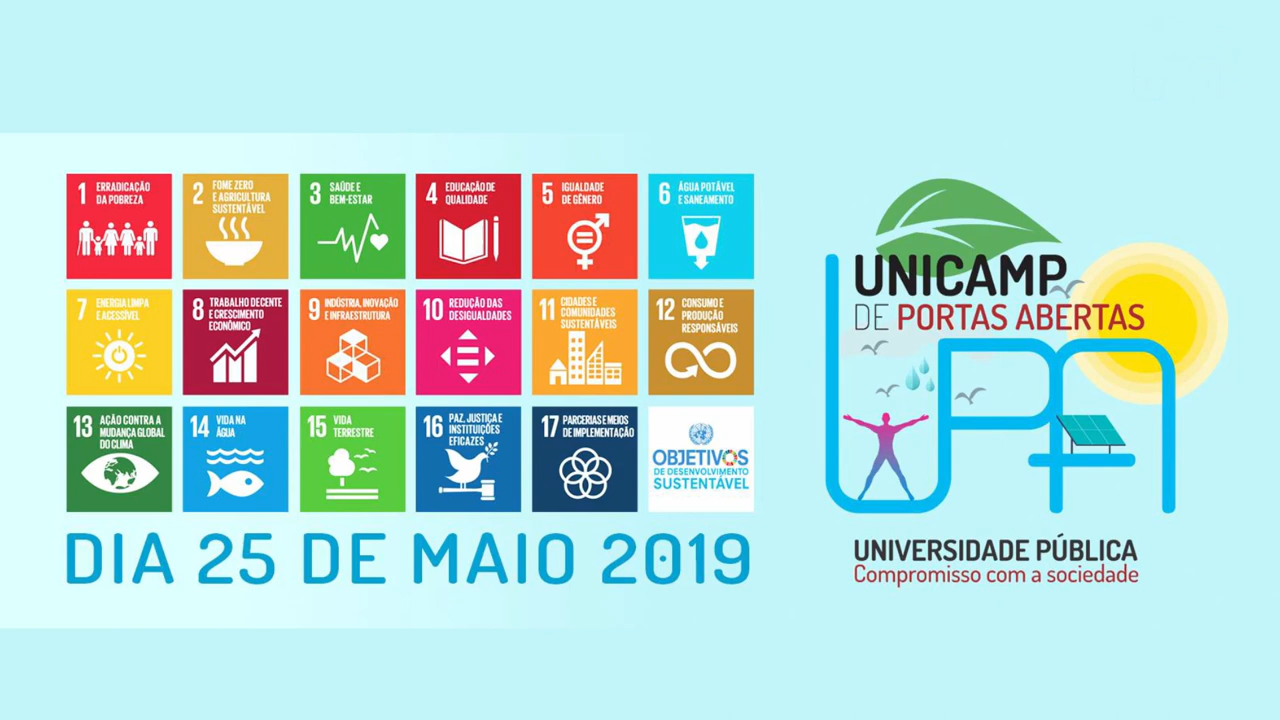 1 ERRADICAÇÃO
DA POBREZA
2 FOME ZERO
E AGRICULTURA
SUSTENTÁVEL
3 SAÚDE E
BEM-ESTAR
4 EDUCAÇÃO DE
QUALIDADE
5 IGUALDADE
DE GÊNERO
6 ÁGUA POTÁVEL
E SANEAMENTO
7 ENERGIA LIMPA
E ACESSÍVEL
8 TRABALHO DECENTE
E CRESCIMENTO
ECONÔMICO
9 INDÚSTRIA, INOVAÇÃO
E INFRAESTRUTURA
10 REDUÇÃO DAS
DESIGUALDADES
11 CIDADES E
COMUNIDADES
SUSTENTÁVEIS
12 CONSUMO E
PRODUÇÃO
RESPONSÁVEIS
13 AÇÃO CONTRA A
MUDANÇA GLOBAL
DO CLIMA
14 VIDA NA
ÁGUA
15 VIDA
TERRESTRE
16 PAZ, JUSTIÇA E
INSTITUIÇÕES
EFICAZES
17 PARCERIAS E MEIOS
DE IMPLEMENTAÇÃO
OBJETIVOS
DE DESENVOLVIMENTO
SUSTENTÁVEL
DIA 25 DE MAIO 2019
UNICAMP
DE PORTAS ABERTAS
UPA
UNIVERSIDADE PÚBLICA
Compromisso com a sociedade